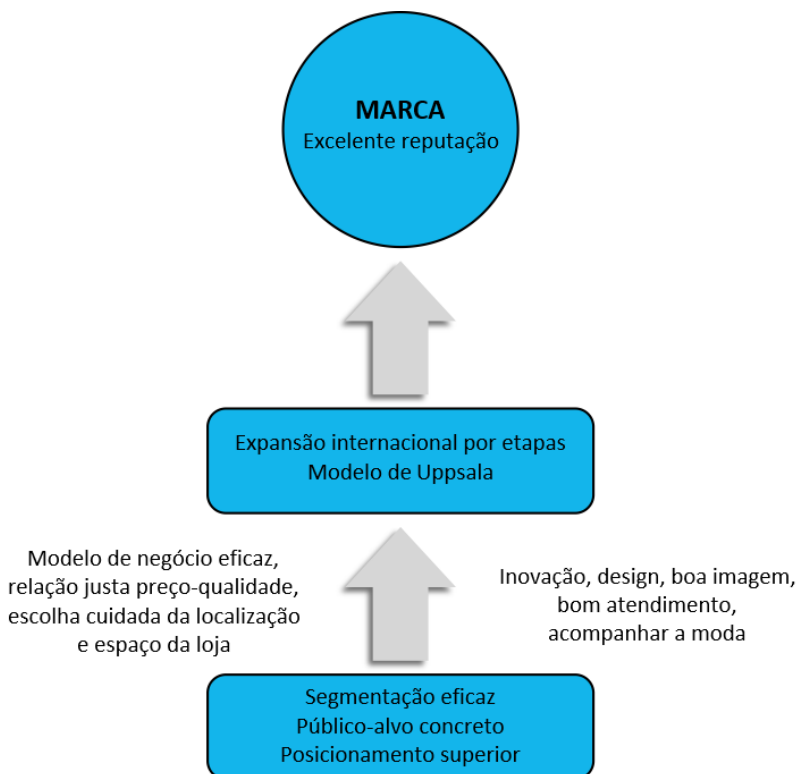 MARCA
Excelente reputação
Expansão internacional por etapas
Modelo de Uppsala
Modelo de negócio eficaz,
relação justa preço-qualidade,
escolha cuidada da localização
e espaço da loja
Inovação, design, boa imagem,
bom atendimento,
acompanhar a moda
Segmentação eficaz
Público-alvo concreto
Posicionamento superior